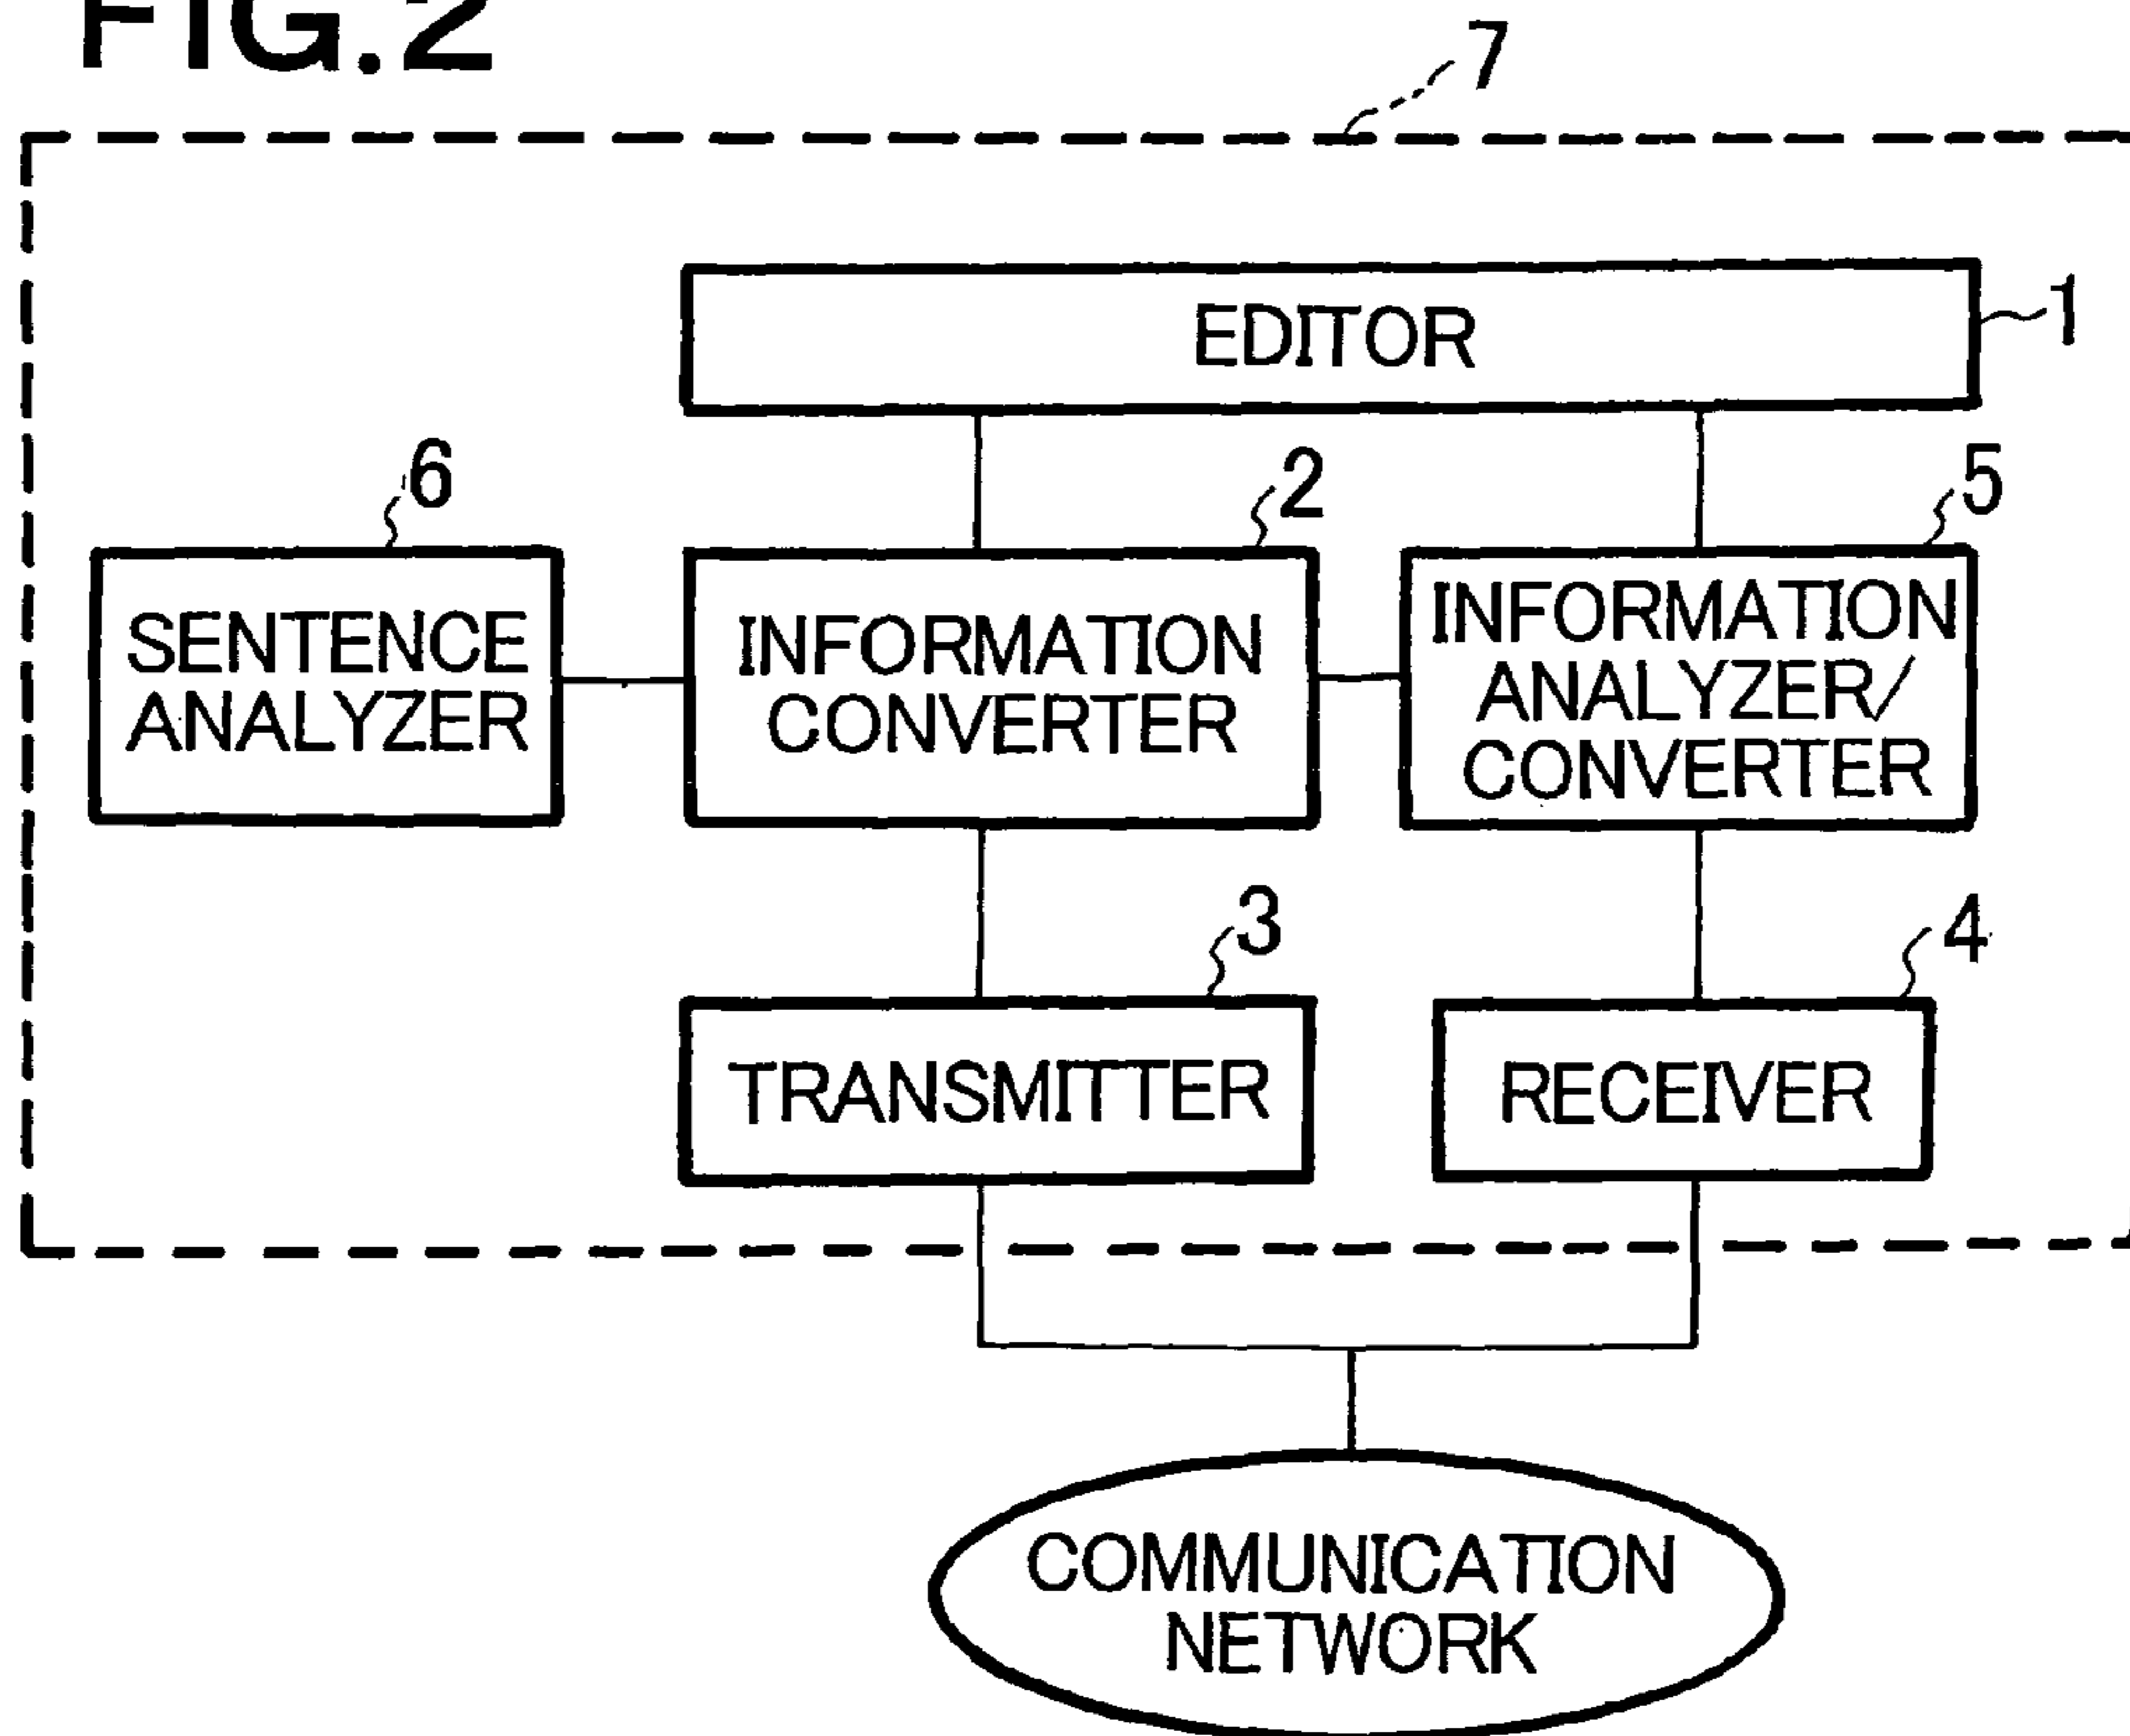 FIG.2
7
EDITOR
1
6
2
5
SENTENCE
ANALYZER
INFORMATION
CONVERTER
INFORMATION
ANALYZER/
CONVERTER
3
4
TRANSMITTER
RECEIVER
COMMUNICATION
NETWORK